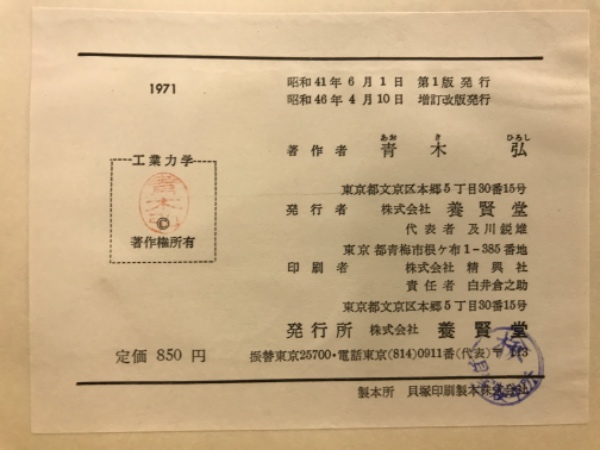 1971
昭和41年 6月 1日 第1版発行
昭和46年 4月10日 増訂改版発行
工業力学
©
著作権所有
あお き ひろし
著作者 青木 弘
東京都文京区本郷5丁目30番15号
発行者 株式会社 養賢堂
代表者 及川鋭雄
東京都青梅市根ケ布1-385番地
印刷者 株式会社 精興社
責任者 白井倉之助
東京都文京区本郷5丁目30番15号
発行所 株式会社 養賢堂
定価 850 円
振替東京25700・電話東京(814)0911番(代表)〒113
製本所 貝塚印刷製本株式会社